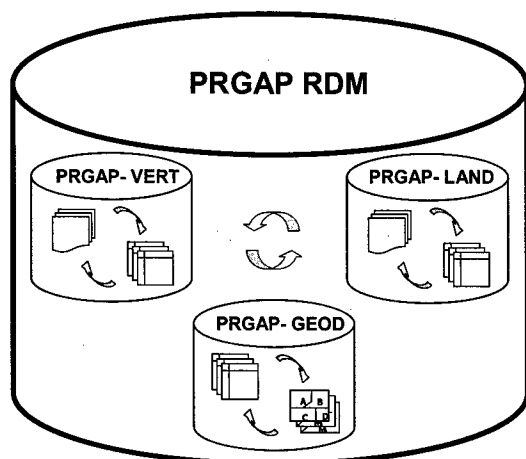 PRGAP RDM
PRGAP- VERT
PRGAP- LAND
PRGAP- GEOD
A B
C D